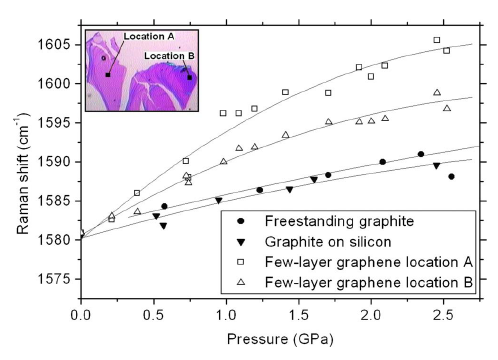 Location A
Location B
Raman shift (cm⁻¹)
1605
1600
1595
1590
1585
1580
1575
Freestanding graphite
Graphite on silicon
Few-layer graphene location A
Few-layer graphene location B
0.0
0.5
1.0
1.5
2.0
2.5
Pressure (GPa)